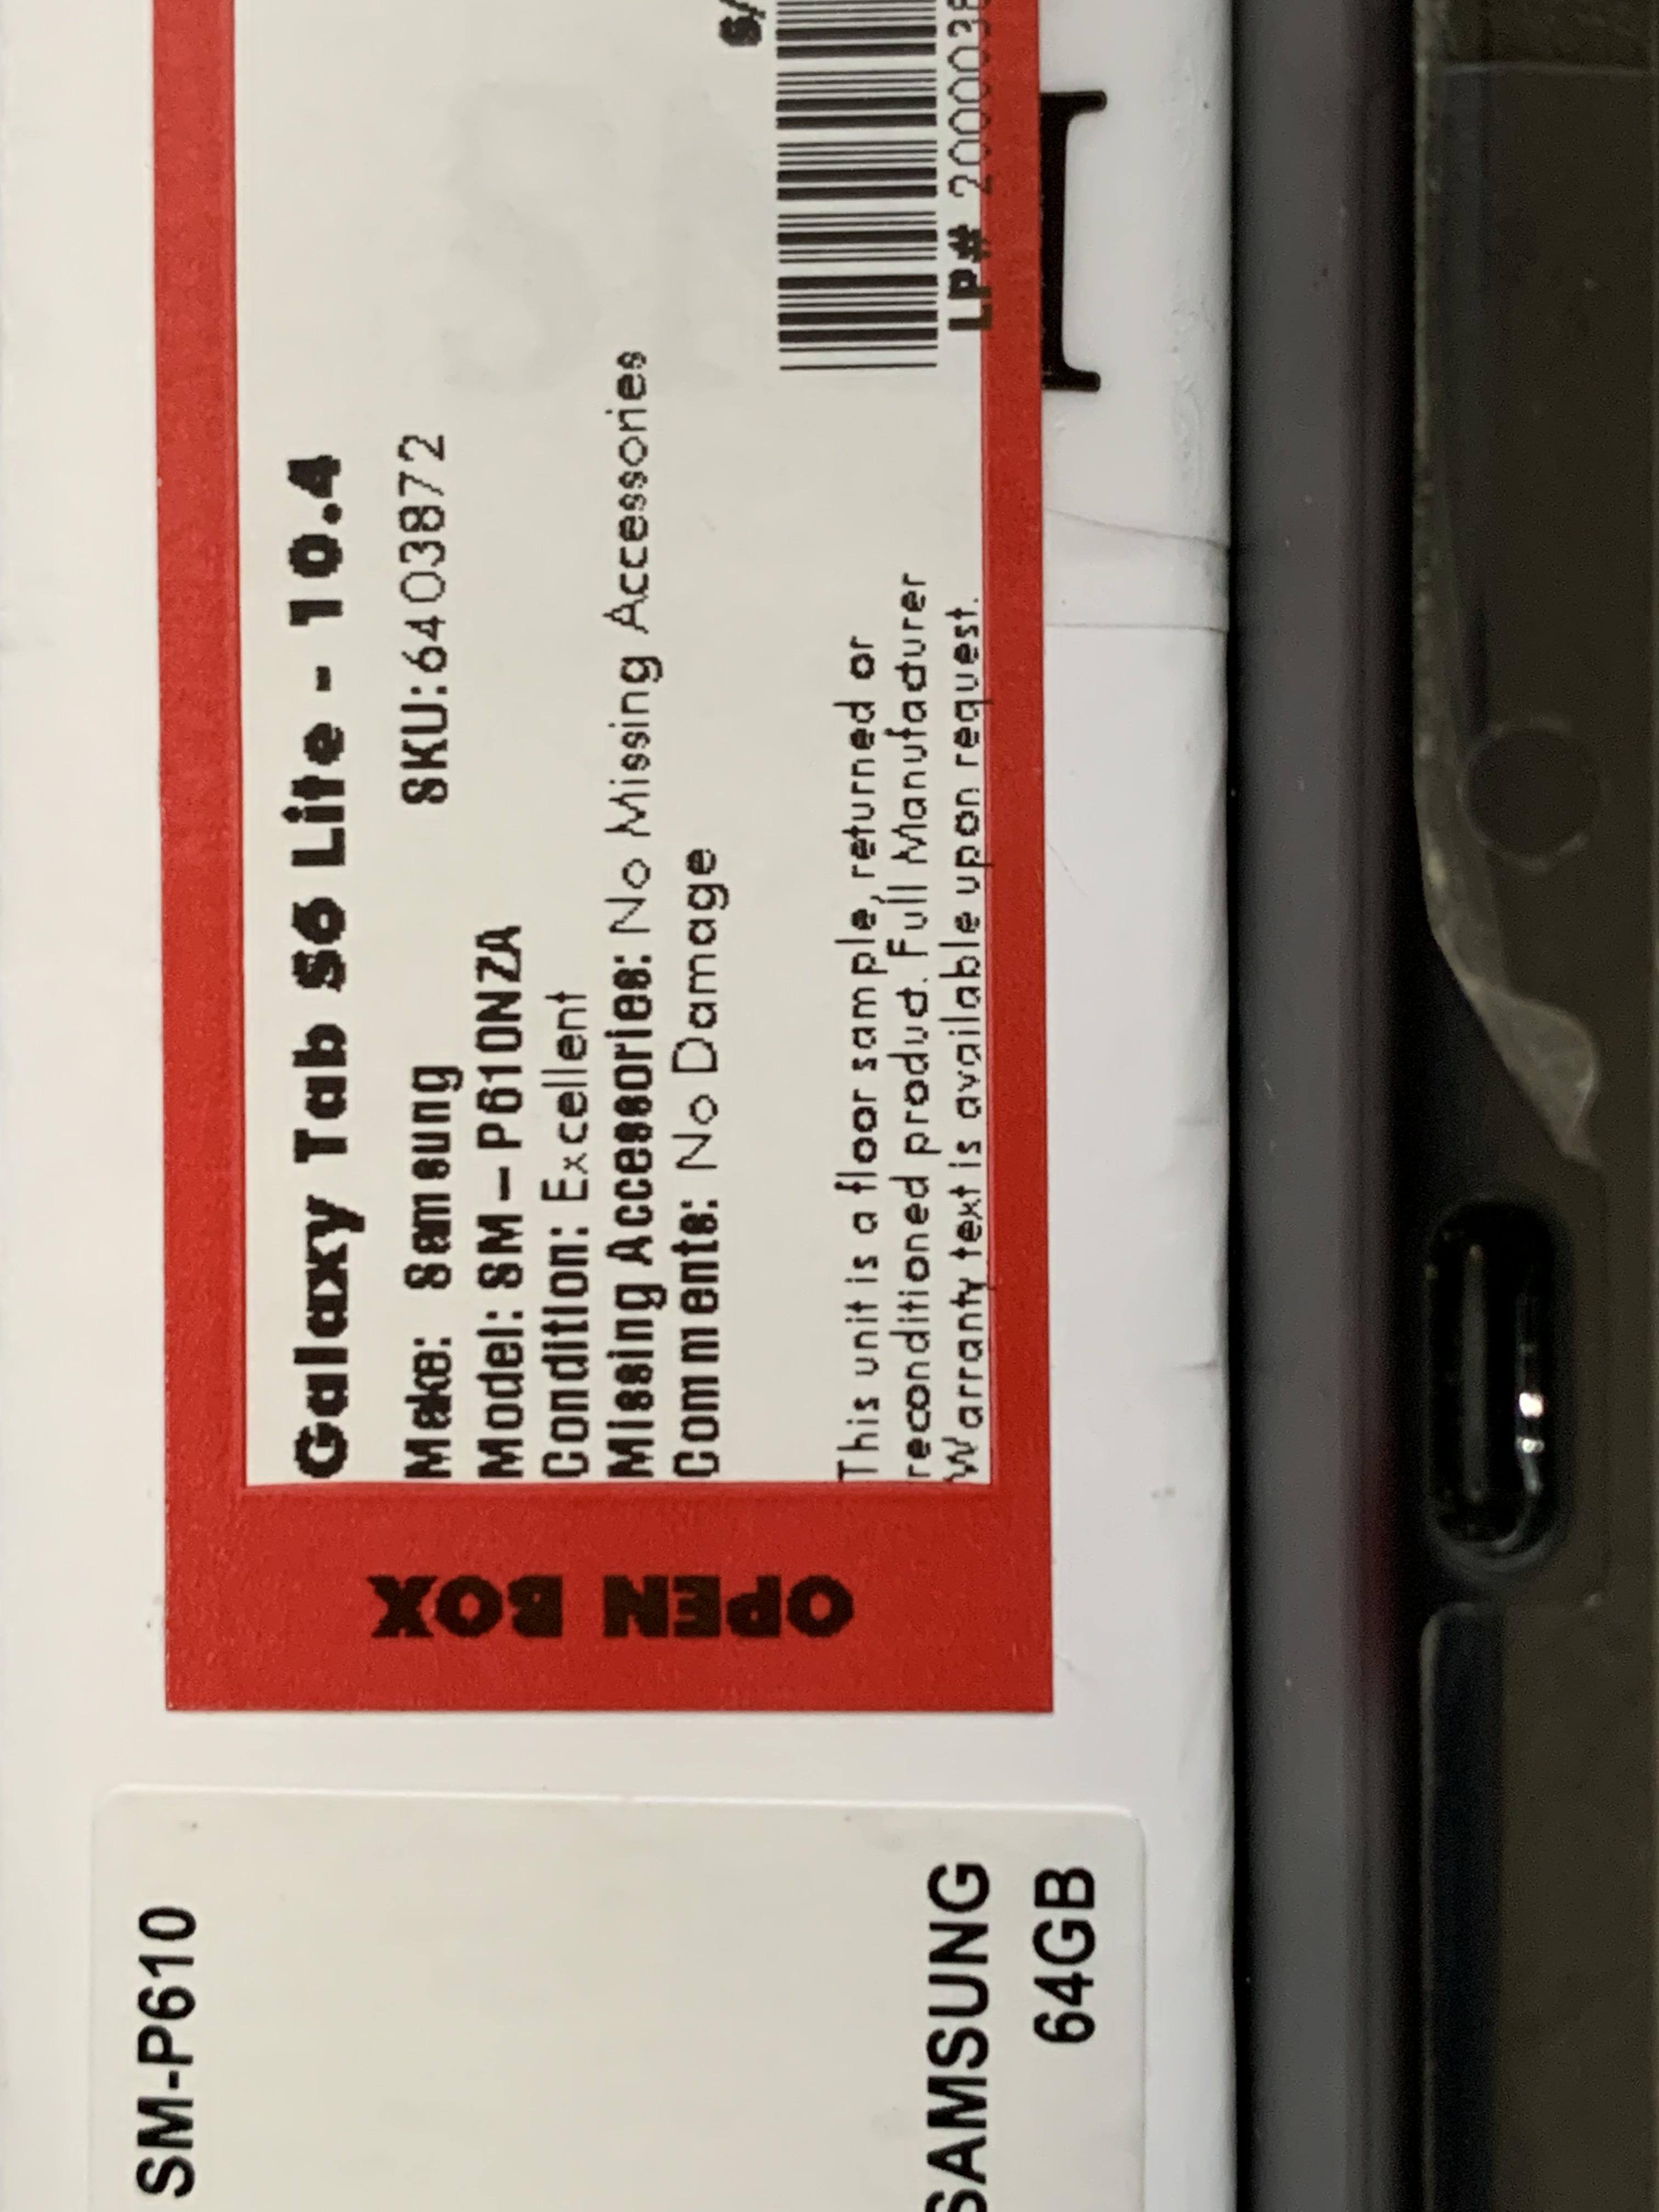 Galaxy Tab S6 Lite - 10.4
Make: Samsung SKU:6403872
Model: SM-P610NZA
Condition: Excellent
Missing Accessories: No Missing Accessories
Comments: No Damage
This unit is a floor sample, returned or
reconditioned product. Full Manufacturer
Warranty text is available upon request.
LP#
OPEN BOX
SM-P610
SAMSUNG
64GB